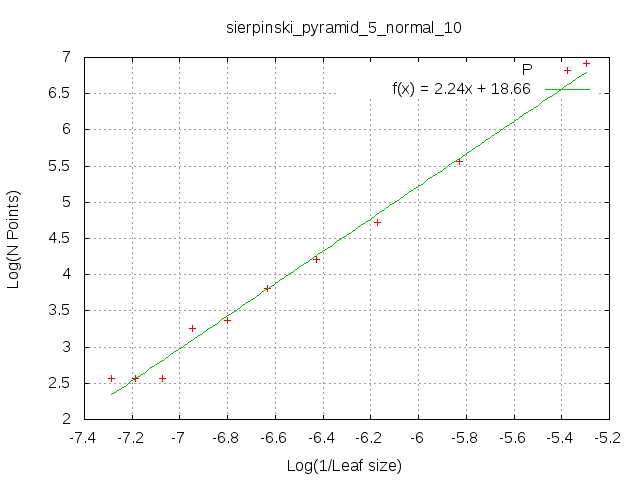 sierpinski_pyramid_5_normal_10
7
6.5
6
5.5
5
4.5
4
3.5
3
2.5
2
Log(N Points)
P
f(x) = 2.24x + 18.66
-7.4 -7.2 -7 -6.8 -6.6 -6.4 -6.2 -6 -5.8 -5.6 -5.4 -5.2
Log(1/Leaf size)